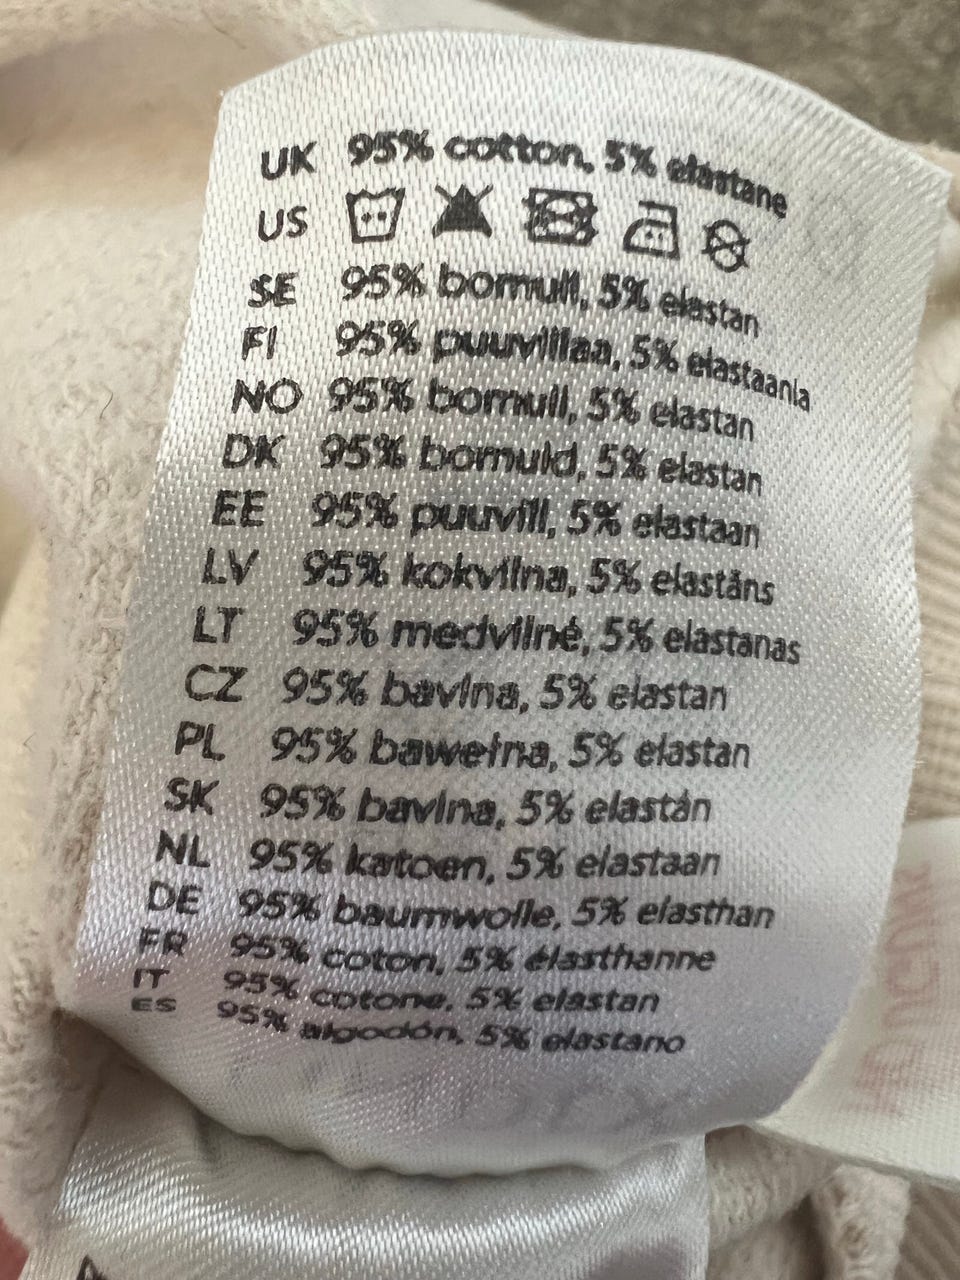 UK 95% cotton, 5% elastane
US
SE 95% bomull, 5% elastan
FI 95% puuvillaa, 5% elastaania
NO 95% bomull, 5% elastan
DK 95% bomuld, 5% elastan
EE 95% puuvill, 5% elastaan
LV 95% kokvilna, 5% elastāns
LT 95% medvilnė, 5% elastanas
CZ 95% bavlna, 5% elastan
PL 95% bawełna, 5% elastan
SK 95% bavlna, 5% elastán
NL 95% katoen, 5% elastaan
DE 95% baumwolle, 5% elasthan
FR 95% coton, 5% élasthanne
IT 95% cotone, 5% elastan
ES 95% algodón, 5% elastano